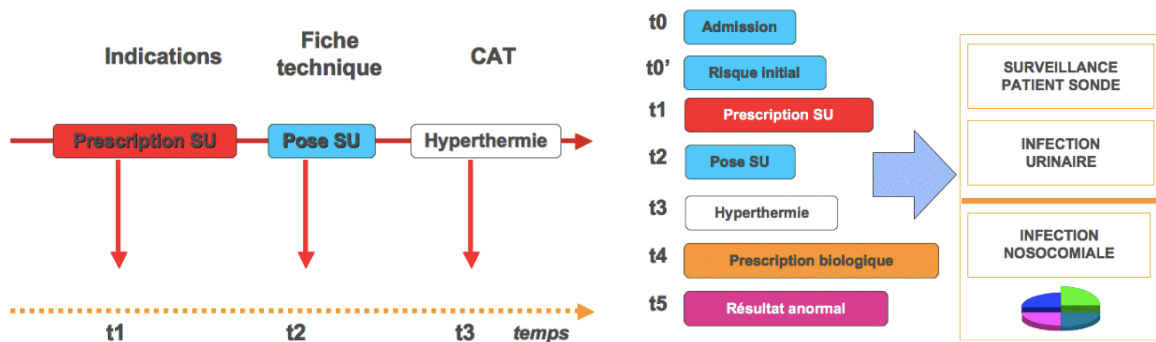 Indications
Fiche
technique
CAT
Prescription SU
Pose SU
Hyperthermie
t1
t2
t3
temps
t0
Admission
t0'
Risque initial
t1
Prescription SU
t2
Pose SU
t3
Hyperthermie
t4
Prescription biologique
t5
Résultat anormal
SURVEILLANCE
PATIENT SONDE
INFECTION
URINAIRE
INFECTION
NOSOCOMIALE